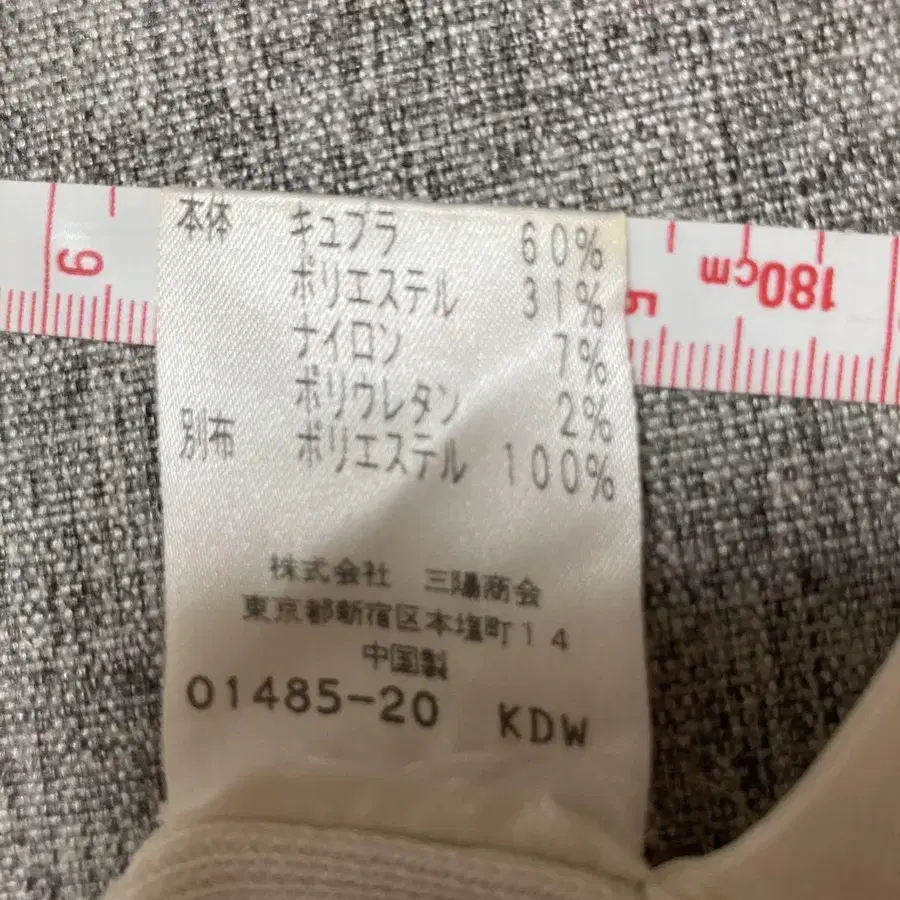 本体 キュプラ 60%
ポリエステル 31%
ナイロン 7%
ポリウレタン 2%
別布 ポリエステル 100%
株式会社 三陽商会
東京都新宿区本塩町14
中国製
01485-20 KDW
9
5
180cm